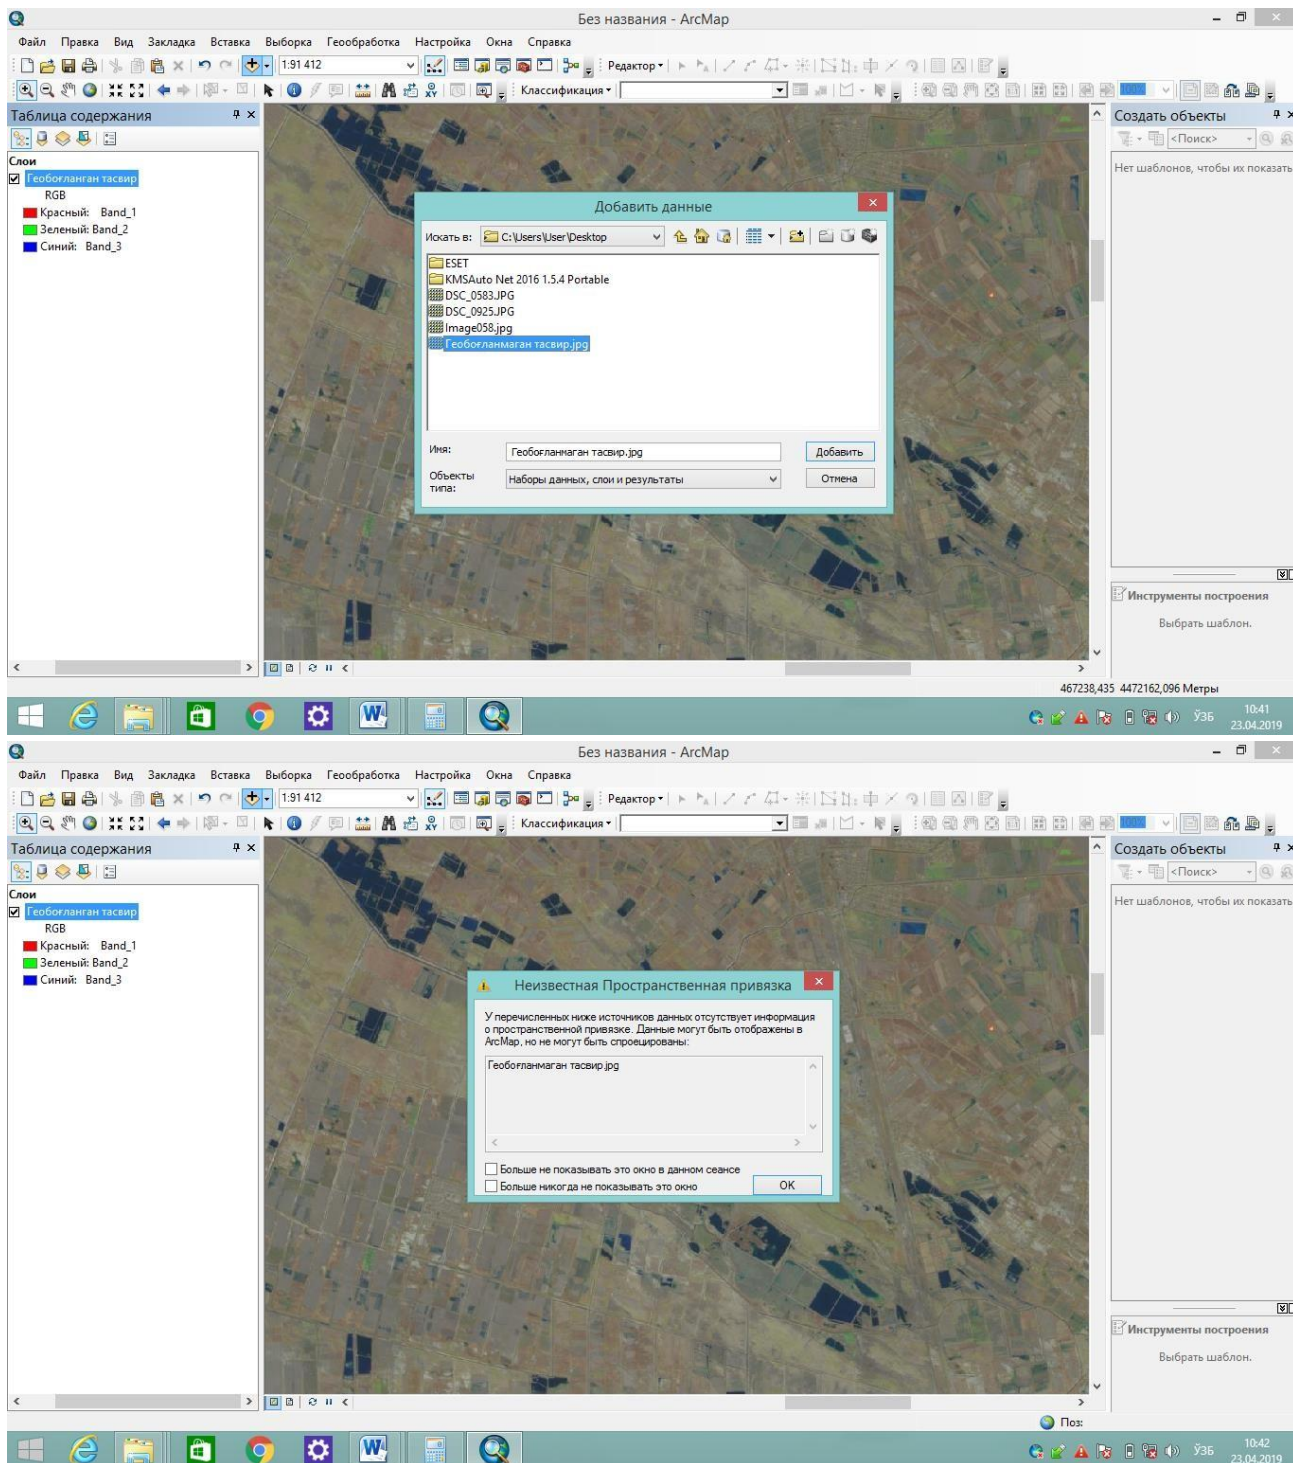 Без названия - ArcMap
Файл Правка Вид Закладка Вставка Выборка Геообработка Настройка Окна Справка
1:91 412
Редактор
Классификация
100%
Таблица содержания
Слои
Геобоғланган тасвир
RGB
Красный: Band_1
Зеленый: Band_2
Синий: Band_3
Добавить данные
Искать в: C:\Users\User\Desktop
ESET
KMSAuto Net 2016 1.5.4 Portable
DSC_0583.JPG
DSC_0925.JPG
Image058.jpg
Геобоғланмаган тасвир.jpg
Имя: Геобоғланмаган тасвир.jpg Добавить
Объекты типа: Наборы данных, слои и результаты Отмена
Создать объекты
<Поиск>
Нет шаблонов, чтобы их показать
Инструменты построения
Выбрать шаблон.
467238,435 4472162,096 Метры
ЎЗБ
10:41
23.04.2019
Без названия - ArcMap
Файл Правка Вид Закладка Вставка Выборка Геообработка Настройка Окна Справка
1:91 412
Редактор
Классификация
100%
Таблица содержания
Слои
Геобоғланган тасвир
RGB
Красный: Band_1
Зеленый: Band_2
Синий: Band_3
Неизвестная Пространственная привязка
У перечисленных ниже источников данных отсутствует информация
о пространственной привязке. Данные могут быть отображены в
ArcMap, но не могут быть спроецированы:
Геобоғланмаган тасвир.jpg
Больше не показывать это окно в данном сеансе
Больше никогда не показывать это окно
OK
Создать объекты
<Поиск>
Нет шаблонов, чтобы их показать
Инструменты построения
Выбрать шаблон.
Поз:
ЎЗБ
10:42
23.04.2019